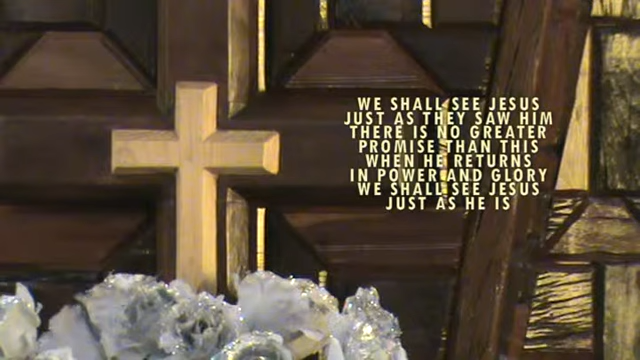 WE SHALL SEE JESUS
JUST AS THEY SAW HIM
THERE IS NO GREATER
PROMISE THAN THIS
WHEN HE RETURNS
IN POWER AND GLORY
WE SHALL SEE JESUS
JUST AS HE IS